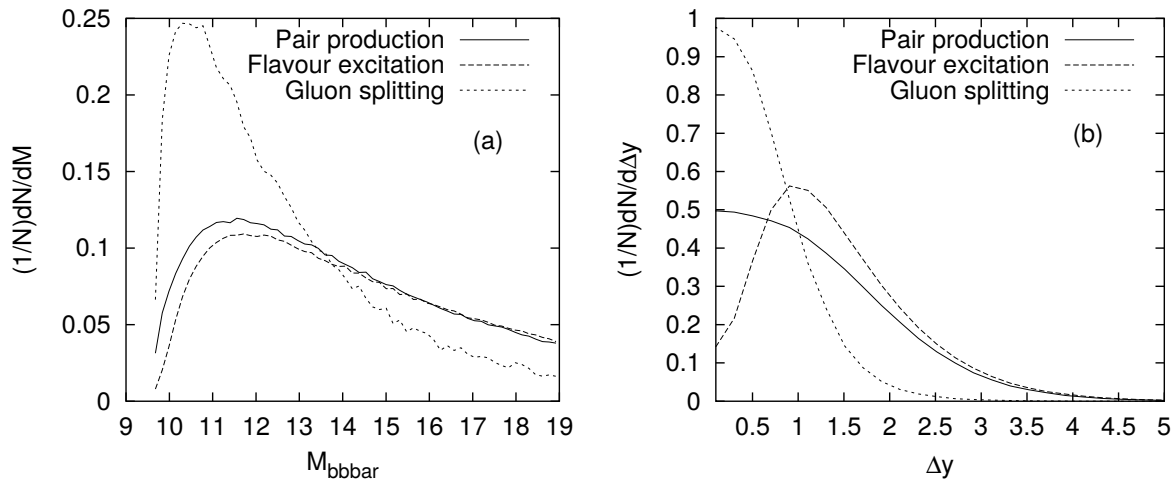 0.25
0.2
0.15
0.1
0.05
0
9 10 11 12 13 14 15 16 17 18 19
(1/N)dN/dM
M_bbbar
Pair production
Flavour excitation
Gluon splitting
(a)
1
0.9
0.8
0.7
0.6
0.5
0.4
0.3
0.2
0.1
0
0.5 1 1.5 2 2.5 3 3.5 4 4.5 5
(1/N)dN/dΔy
Δy
Pair production
Flavour excitation
Gluon splitting
(b)